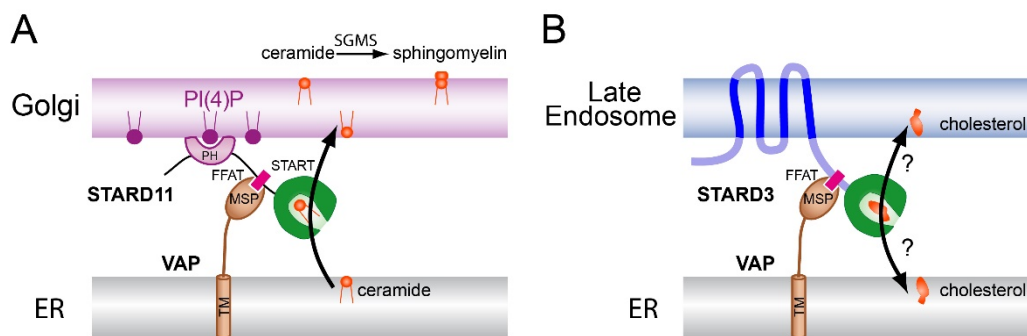 A
SGMS
ceramide sphingomyelin
Golgi
PI(4)P
PH
START
FFAT
STARD11
MSP
VAP
TM
ER
ceramide
B
Late
Endosome
cholesterol
?
FFAT
STARD3
MSP
?
VAP
TM
ER
cholesterol